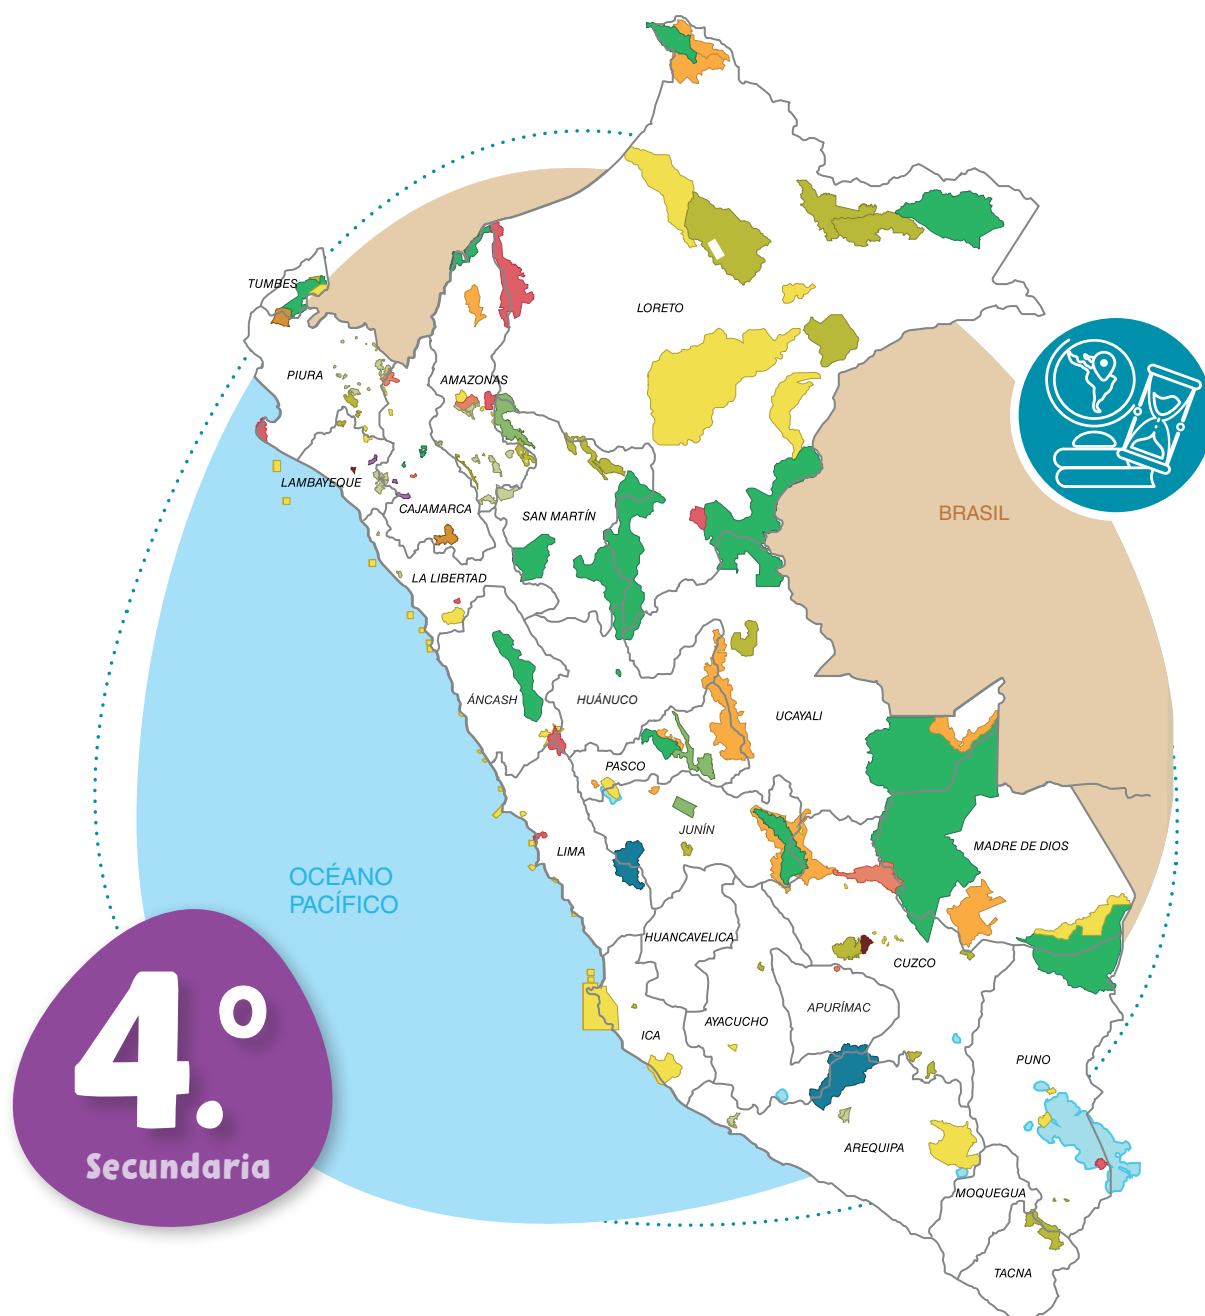 TUMBES
LORETO
PIURA
AMAZONAS
LAMBAYEQUE
CAJAMARCA
SAN MARTÍN
BRASIL
LA LIBERTAD
ÁNCASH
HUÁNUCO
UCAYALI
PASCO
JUNÍN
LIMA
MADRE DE DIOS
OCÉANO
PACÍFICO
HUANCAVELICA
CUZCO
APURÍMAC
AYACUCHO
ICA
PUNO
4.º
Secundaria
AREQUIPA
MOQUEGUA
TACNA